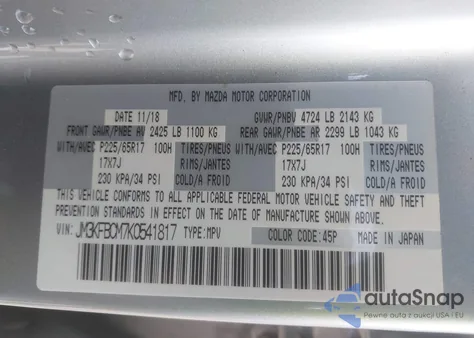 MFD. BY MAZDA MOTOR CORPORATION
DATE 11/18 GVWR/PNBV 4724 LB 2143 KG
FRONT GAWR/PNBE AV 2425 LB 1100 KG REAR GAWR/PNBE AR 2299 LB 1043 KG
WITH/AVEC P225/65R17 100H TIRES/PNEUS WITH/AVEC P225/65R17 100H TIRES/PNEUS
17X7J RIMS/JANTES 17X7J RIMS/JANTES
230 KPA/34 PSI COLD/A FROID 230 KPA/34 PSI COLD/A FROID
THIS VEHICLE CONFORMS TO ALL APPLICABLE FEDERAL MOTOR VEHICLE SAFETY AND THEFT
PREVENTION STANDARDS IN EFFECT ON THE DATE OF MANUFACTURE SHOWN ABOVE.
VIN: JM3KFBCM7K0541817 TYPE:MPV COLOR CODE:45P MADE IN JAPAN
autoSnap
Pewne auta z aukcji USA i EU